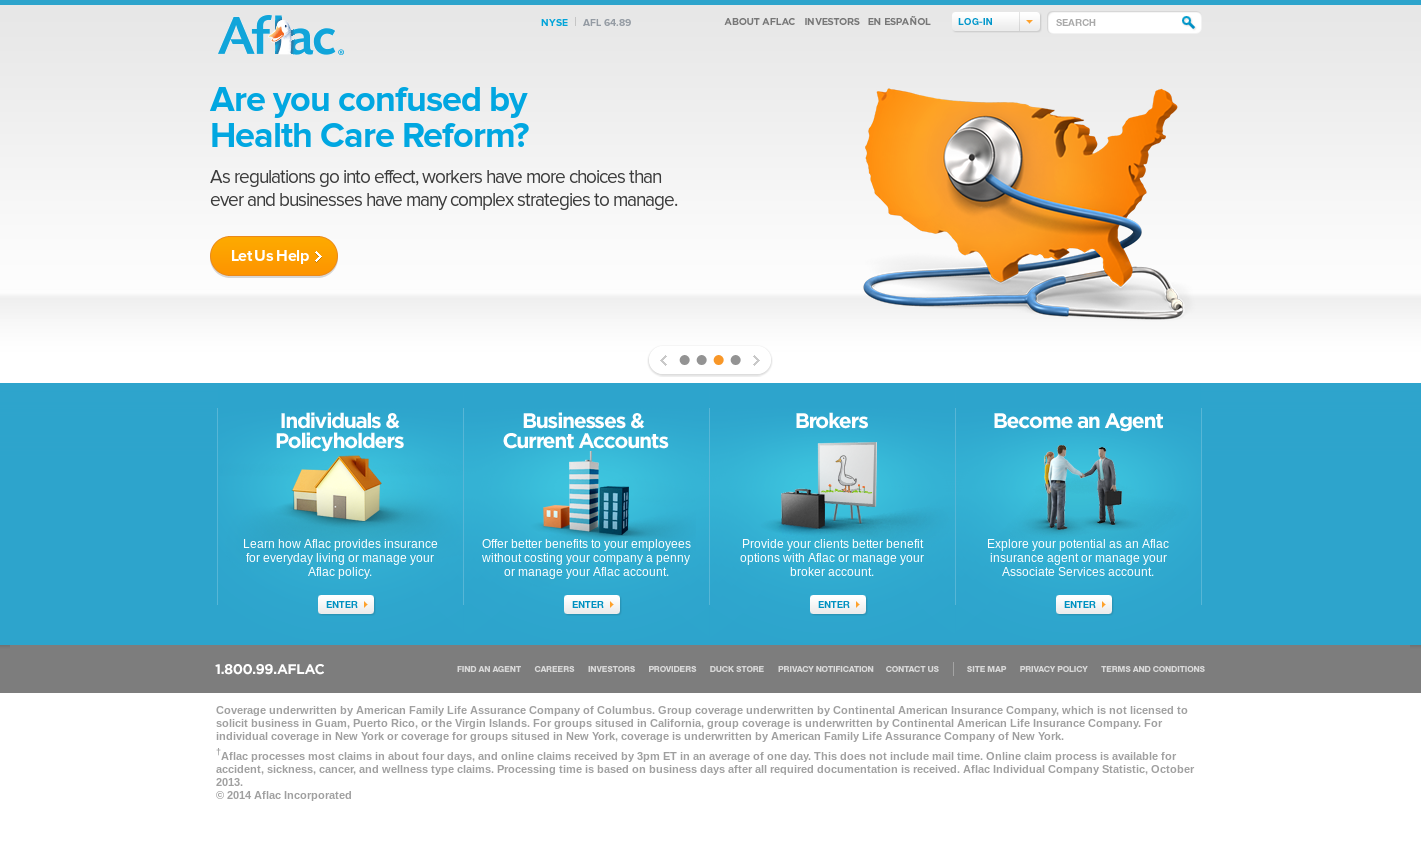 Aflac®
NYSE | AFL 64.89
ABOUT AFLAC INVESTORS EN ESPAÑOL
LOG-IN
SEARCH
Are you confused by
Health Care Reform?
As regulations go into effect, workers have more choices than
ever and businesses have many complex strategies to manage.
Let Us Help
Individuals &
Policyholders
Learn how Aflac provides insurance
for everyday living or manage your
Aflac policy.
ENTER
Businesses &
Current Accounts
Offer better benefits to your employees
without costing your company a penny
or manage your Aflac account.
ENTER
Brokers
Provide your clients better benefit
options with Aflac or manage your
broker account.
ENTER
Become an Agent
Explore your potential as an Aflac
insurance agent or manage your
Associate Services account.
ENTER
1.800.99.AFLAC
FIND AN AGENT CAREERS INVESTORS PROVIDERS DUCK STORE PRIVACY NOTIFICATION CONTACT US | SITE MAP PRIVACY POLICY TERMS AND CONDITIONS
Coverage underwritten by American Family Life Assurance Company of Columbus. Group coverage underwritten by Continental American Insurance Company, which is not licensed to
solicit business in Guam, Puerto Rico, or the Virgin Islands. For groups sitused in California, group coverage is underwritten by Continental American Life Insurance Company. For
individual coverage in New York or coverage for groups sitused in New York, coverage is underwritten by American Family Life Assurance Company of New York.
†Aflac processes most claims in about four days, and online claims received by 3pm ET in an average of one day. This does not include mail time. Online claim process is available for
accident, sickness, cancer, and wellness type claims. Processing time is based on business days after all required documentation is received. Aflac Individual Company Statistic, October
2013.
© 2014 Aflac Incorporated